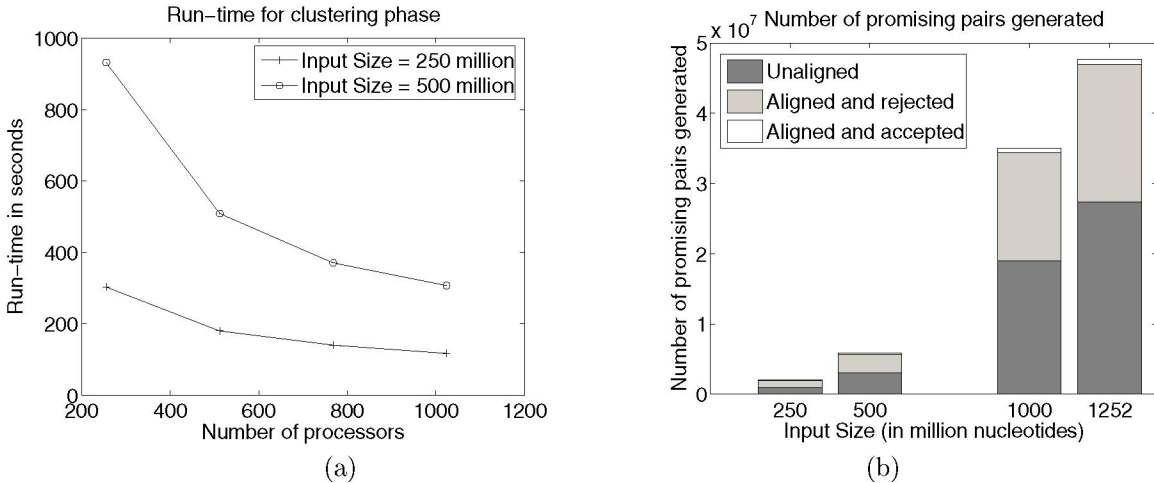 Run-time for clustering phase
1000
800
600
400
200
0
Run-time in seconds
Input Size = 250 million
Input Size = 500 million
200 400 600 800 1000 1200
Number of processors
(a)
x 10^7 Number of promising pairs generated
5
4
3
2
1
0
Number of promising pairs generated
Unaligned
Aligned and rejected
Aligned and accepted
250 500 1000 1252
Input Size (in million nucleotides)
(b)